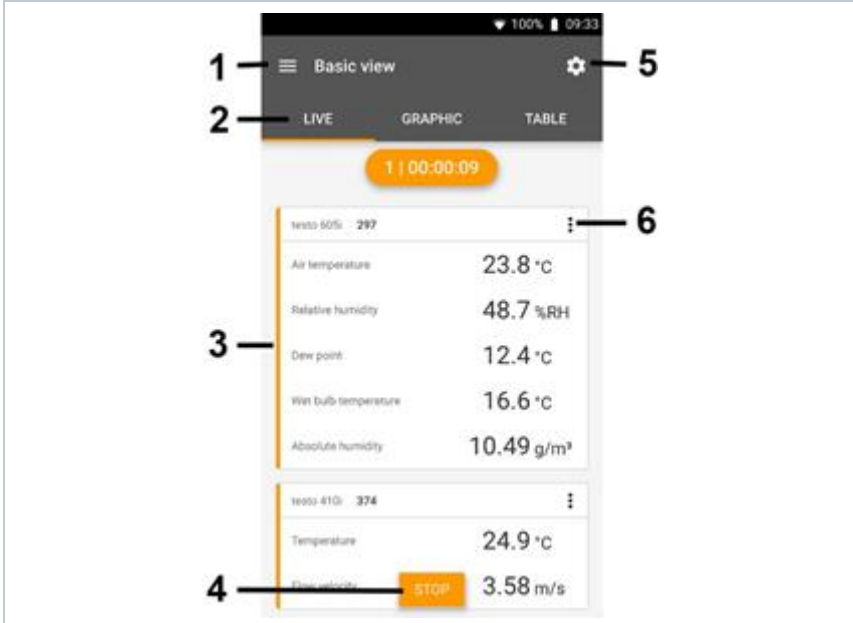 100% 09:33
1 Basic view 5
2 LIVE GRAPHIC TABLE
1 | 00:00:09
testo 605i 297 6
Air temperature 23.8 °C
Relative humidity 48.7 %RH
3
Dew point 12.4 °C
Wet bulb temperature 16.6 °C
Absolute humidity 10.49 g/m³
testo 410i 374
Temperature 24.9 °C
4 Flow velocity STOP 3.58 m/s